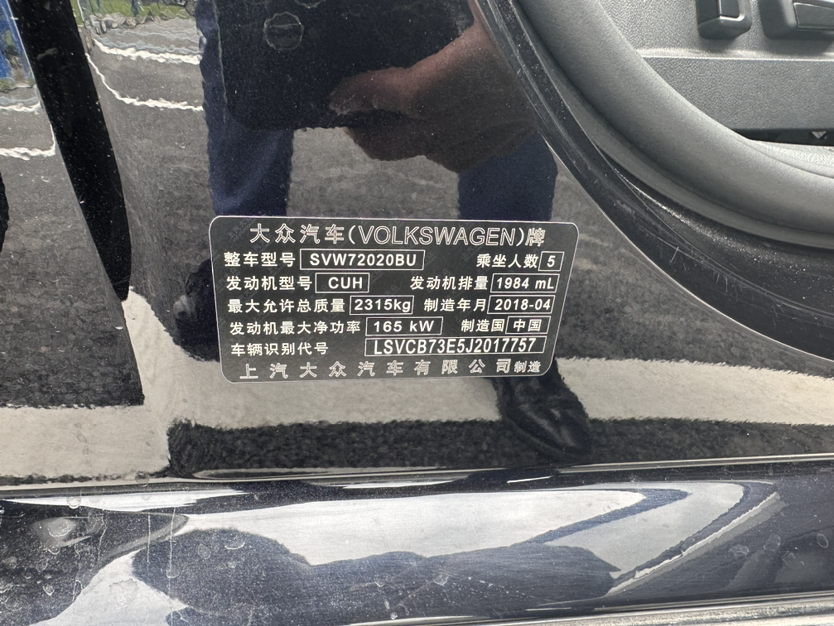 大众汽车(VOLKSWAGEN)牌
整车型号 SVW72020BU 乘坐人数 5
发动机型号 CUH 发动机排量 1984 mL
最大允许总质量 2315kg 制造年月 2018-04
发动机最大净功率 165 kW 制造国 中国
车辆识别代号 LSVCB73E5J2017757
上汽大众汽车有限公司制造